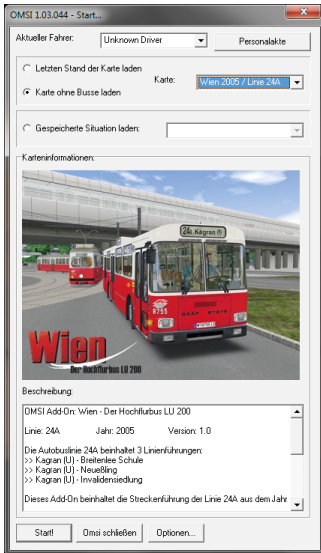 OMSI 1.03.044 - Start...
Aktueller Fahrer:
Unknown Driver
Personalakte
Letzten Stand der Karte laden
Karte:
Wien 2005 / Linie 24A
Karte ohne Busse laden
Gespeicherte Situation laden:
Karteninformationen:
24A Kagran U
8755
GRÄF STEYR
Wien
Der Hochflurbus LU 200
Beschreibung:
OMSI Add-On: Wien - Der Hochflurbus LU 200
Linie: 24A Jahr: 2005 Version: 1.0
Die Autobuslinie 24A beinhaltet 3 Linienführungen:
>> Kagran (U) - Breitenlee Schule
>> Kagran (U) - Neueßling
>> Kagran (U) - Invalidensiedlung
Dieses Add-On beinhaltet die Streckenführung der Linie 24A aus dem Jahr
Start!
Omsi schließen
Optionen...